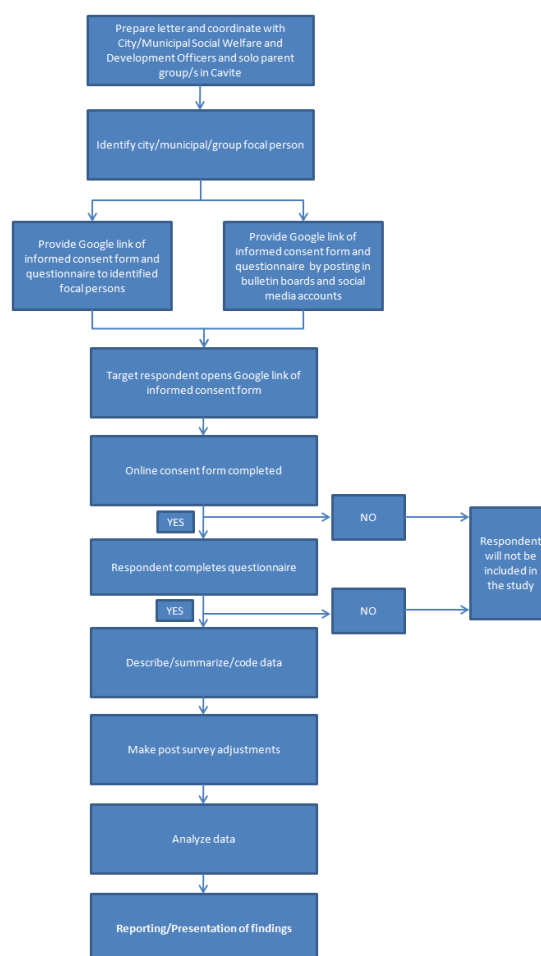 Prepare letter and coordinate with
City/Municipal Social Welfare and
Development Officers and solo parent
group/s in Cavite
Identify city/municipal/group focal person
Provide Google link of
informed consent form and
questionnaire to identified
focal persons
Provide Google link of
informed consent form and
questionnaire by posting in
bulletin boards and social
media accounts
Target respondent opens Google link of
informed consent form
Online consent form completed
YES
NO
Respondent
will not be
included in
the study
Respondent completes questionnaire
YES
NO
Describe/summarize/code data
Make post survey adjustments
Analyze data
Reporting/Presentation of findings